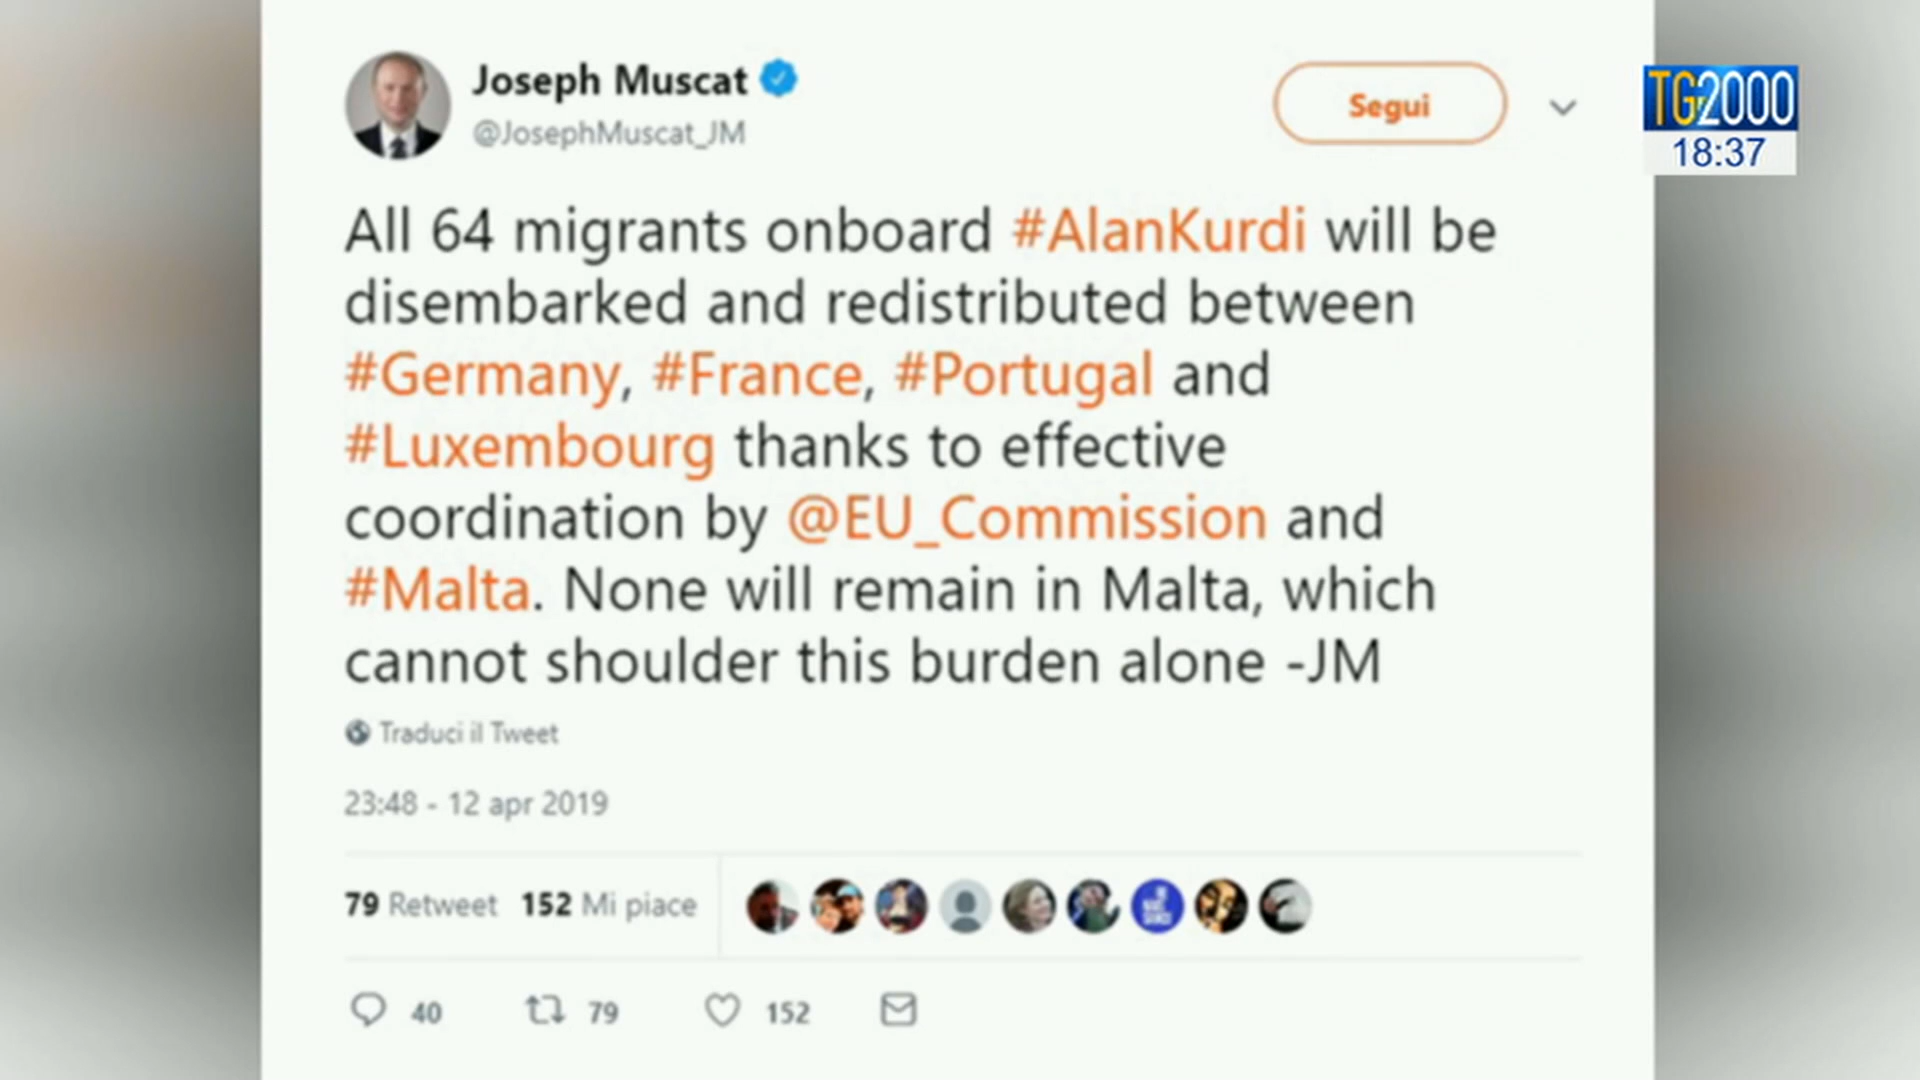 Joseph Muscat
@JosephMuscat_JM
Segui
TG2000
18:37
All 64 migrants onboard #AlanKurdi will be
disembarked and redistributed between
#Germany, #France, #Portugal and
#Luxembourg thanks to effective
coordination by @EU_Commission and
#Malta. None will remain in Malta, which
cannot shoulder this burden alone -JM
Traduci il Tweet
23:48 - 12 apr 2019
79 Retweet 152 Mi piace
40 79 152